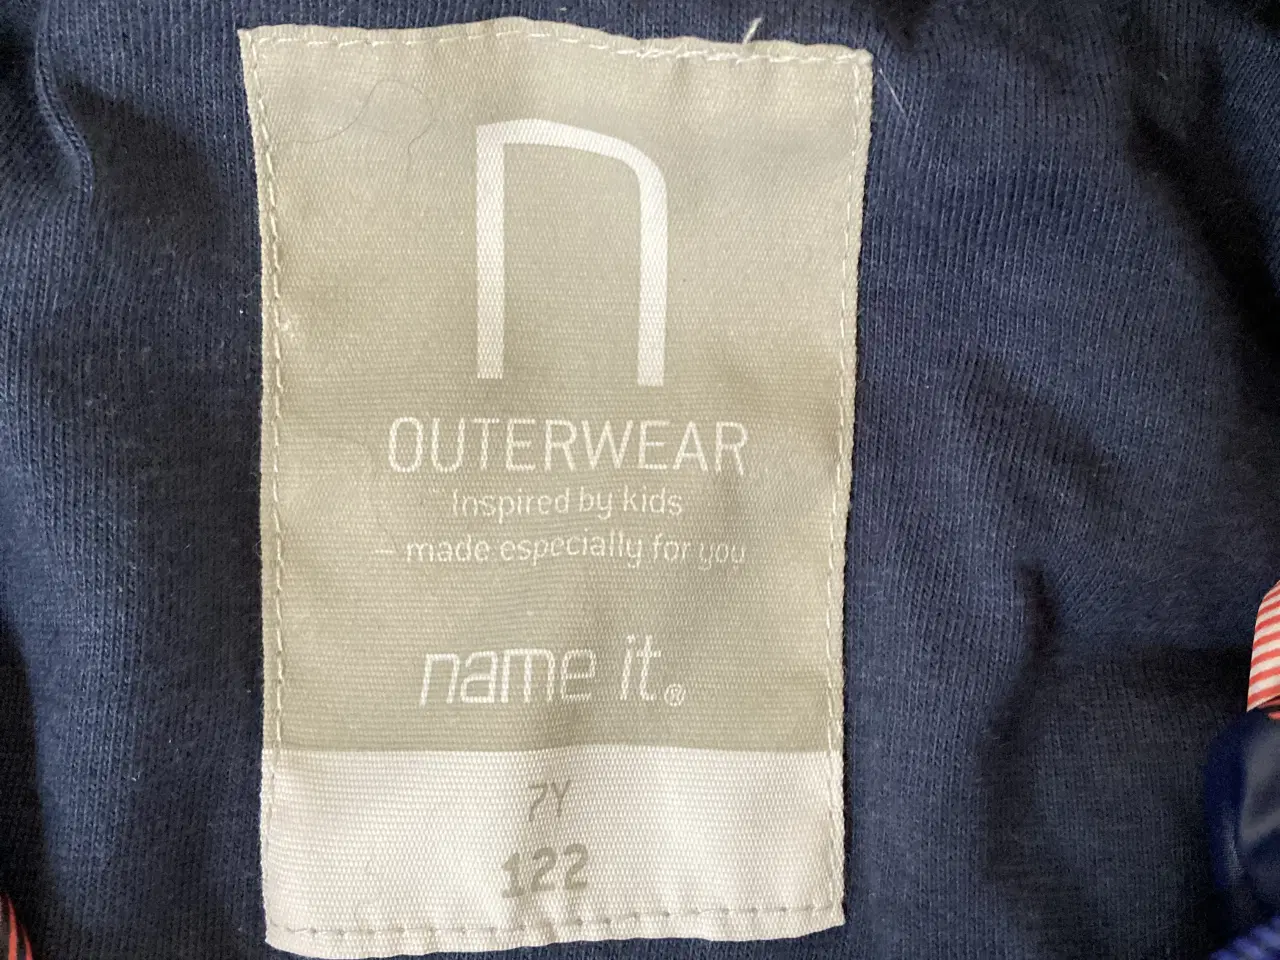 n
OUTERWEAR
Inspired by kids
– made especially for you
name it.®
7Y
122